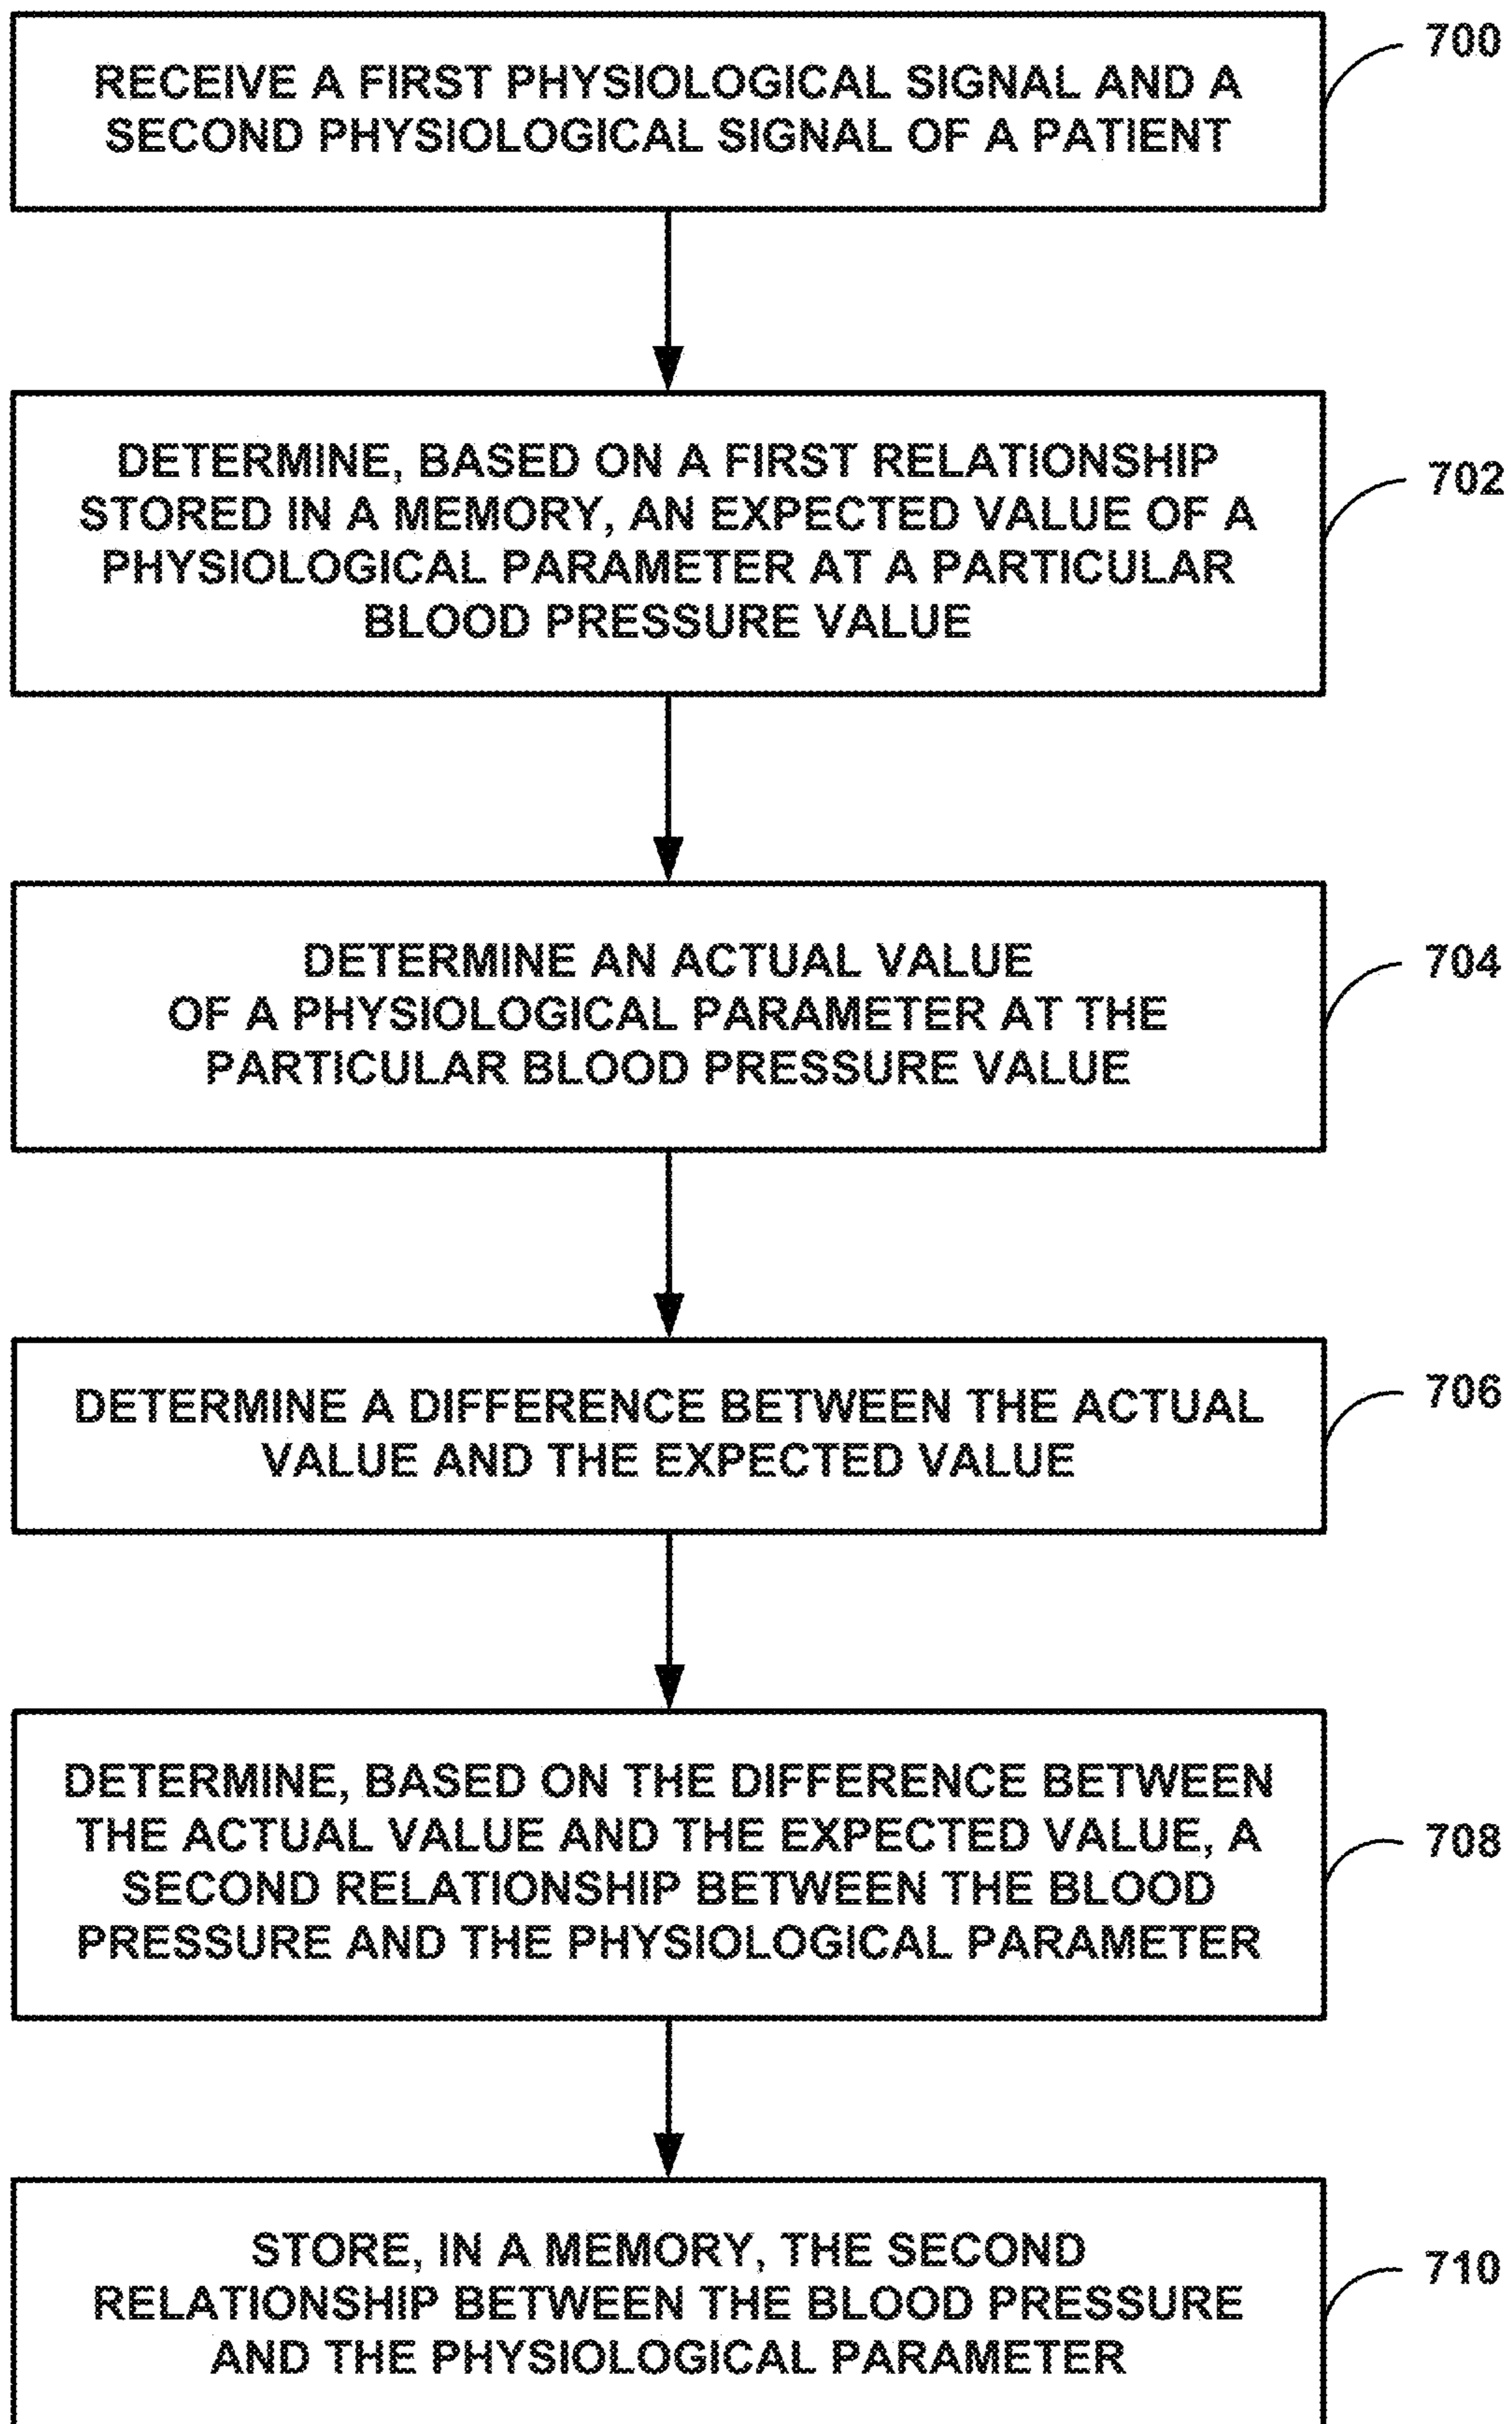 700
RECEIVE A FIRST PHYSIOLOGICAL SIGNAL AND A
SECOND PHYSIOLOGICAL SIGNAL OF A PATIENT
702
DETERMINE, BASED ON A FIRST RELATIONSHIP
STORED IN A MEMORY, AN EXPECTED VALUE OF A
PHYSIOLOGICAL PARAMETER AT A PARTICULAR
BLOOD PRESSURE VALUE
704
DETERMINE AN ACTUAL VALUE
OF A PHYSIOLOGICAL PARAMETER AT THE
PARTICULAR BLOOD PRESSURE VALUE
706
DETERMINE A DIFFERENCE BETWEEN THE ACTUAL
VALUE AND THE EXPECTED VALUE
708
DETERMINE, BASED ON THE DIFFERENCE BETWEEN
THE ACTUAL VALUE AND THE EXPECTED VALUE, A
SECOND RELATIONSHIP BETWEEN THE BLOOD
PRESSURE AND THE PHYSIOLOGICAL PARAMETER
710
STORE, IN A MEMORY, THE SECOND
RELATIONSHIP BETWEEN THE BLOOD PRESSURE
AND THE PHYSIOLOGICAL PARAMETER